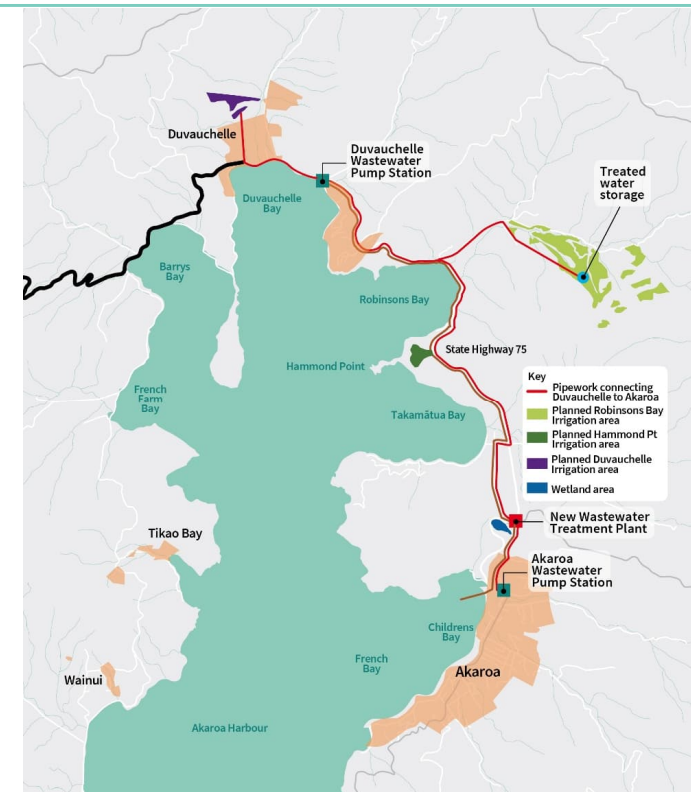 Duvauchelle
Duvauchelle
Wastewater
Pump Station
Treated
water
storage
Duvauchelle
Bay
Barrys
Bay
Robinsons Bay
State Highway 75
Hammond Point
French
Farm
Bay
Takamātua Bay
Key
Pipework connecting
Duvauchelle to Akaroa
Planned Robinsons Bay
Irrigation area
Planned Hammond Pt
Irrigation area
Planned Duvauchelle
Irrigation area
Wetland area
New Wastewater
Treatment Plant
Tikao Bay
Akaroa
Wastewater
Pump Station
Childrens
Bay
French
Bay
Akaroa
Wainui
Akaroa Harbour